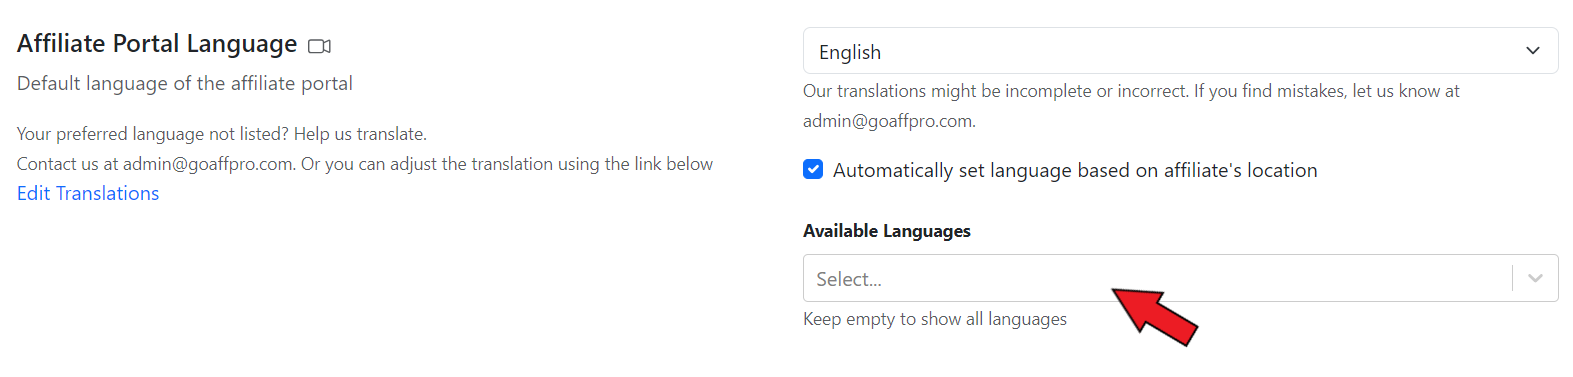 Affiliate Portal Language
Default language of the affiliate portal
Your preferred language not listed? Help us translate.
Contact us at admin@goaffpro.com. Or you can adjust the translation using the link below
Edit Translations
English
Our translations might be incomplete or incorrect. If you find mistakes, let us know at
admin@goaffpro.com.
Automatically set language based on affiliate's location
Available Languages
Select...
Keep empty to show all languages